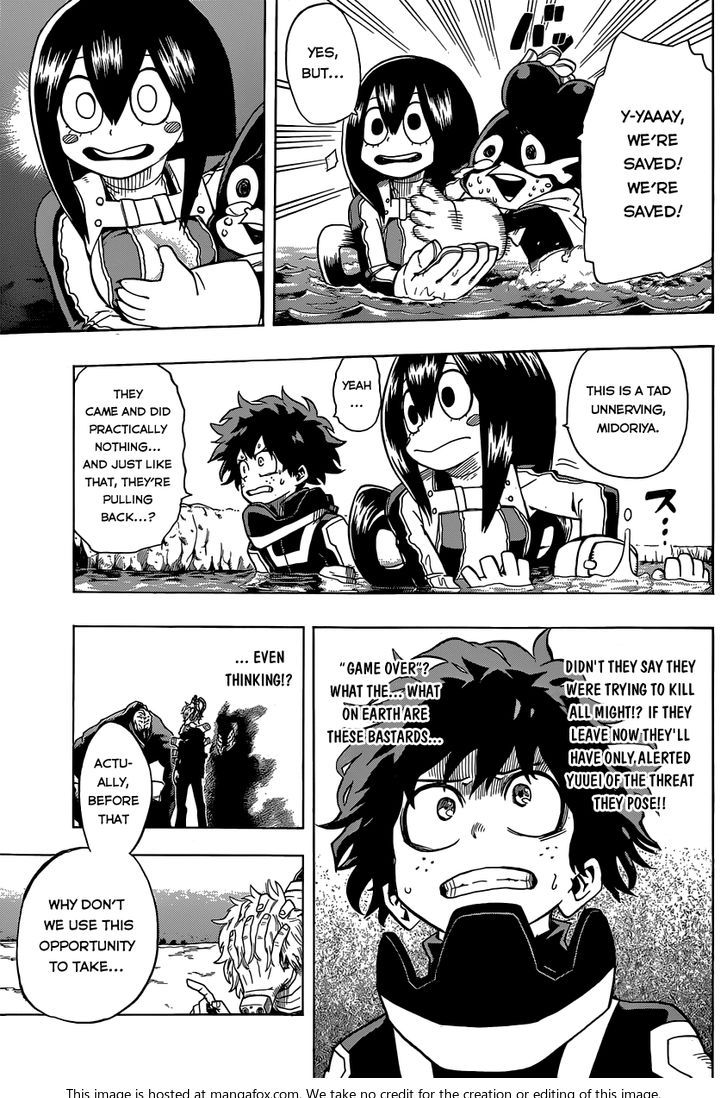 Y-YAAAY,
WE'RE
SAVED!
WE'RE
SAVED!
バッ
YES,
BUT...
THIS IS A TAD
UNNERVING,
MIDORIYA.
ス…
YEAH
...
THEY
CAME AND DID
PRACTICALLY
NOTHING...
AND JUST LIKE
THAT, THEY'RE
PULLING
BACK...?
DIDN'T THEY SAY THEY
WERE TRYING TO KILL
ALL MIGHT!? IF THEY
LEAVE NOW THEY'LL
HAVE ONLY ALERTED
YUUEI OF THE THREAT
THEY POSE!!
"GAME OVER"?
WHAT THE... WHAT
ON EARTH ARE
THESE BASTARDS...
... EVEN
THINKING!?
ACTU-
ALLY,
BEFORE
THAT
WHY DON'T
WE USE THIS
OPPORTUNITY
TO TAKE...
This image is hosted at mangafox.com. We take no credit for the creation or editing of this image.